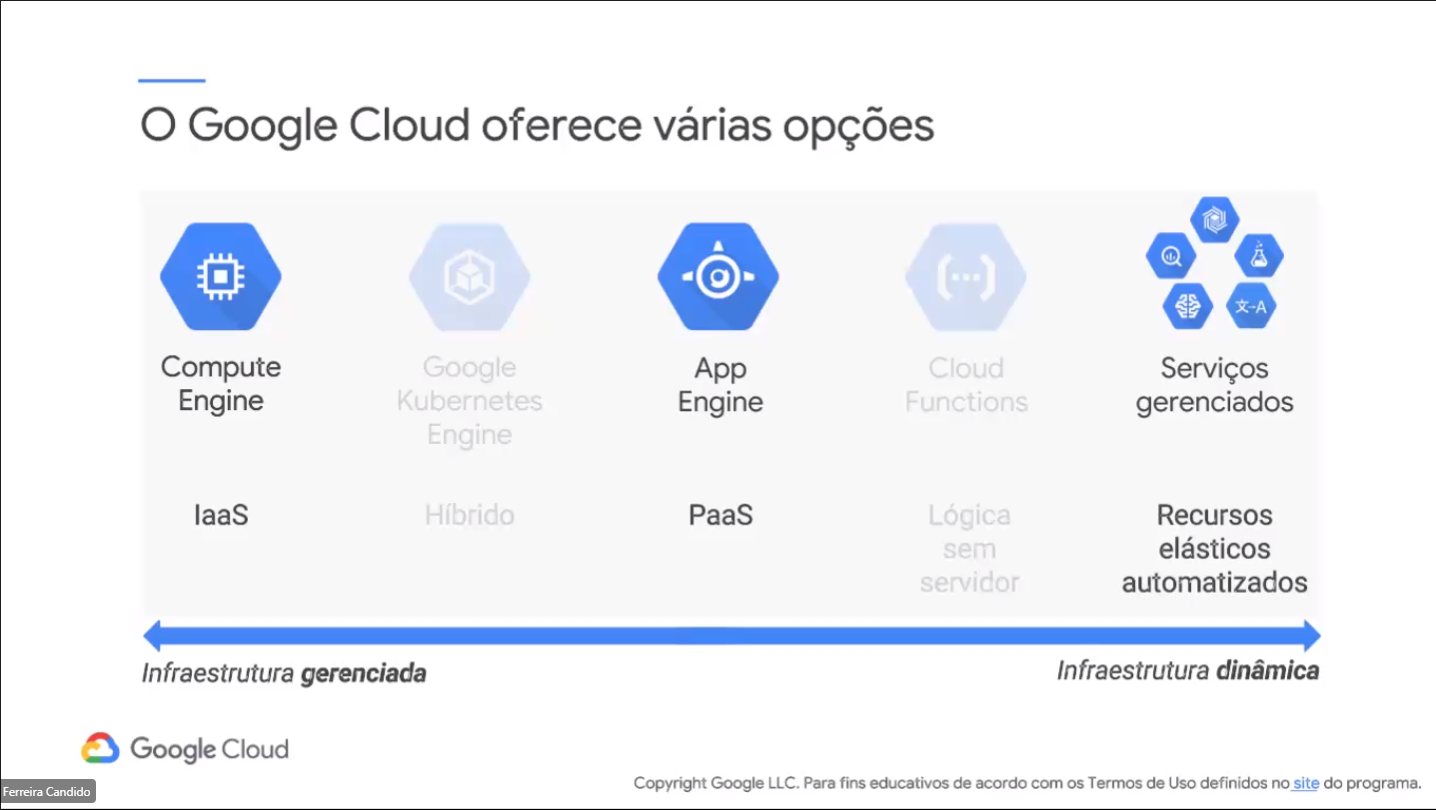 O Google Cloud oferece várias opções
文→A
Compute
Engine
Google
Kubernetes
Engine
App
Engine
Cloud
Functions
Serviços
gerenciados
IaaS
Híbrido
PaaS
Lógica
sem
servidor
Recursos
elásticos
automatizados
Infraestrutura gerenciada
Infraestrutura dinâmica
Google Cloud
Copyright Google LLC. Para fins educativos de acordo com os Termos de Uso definidos no site do programa.
Ferreira Candido